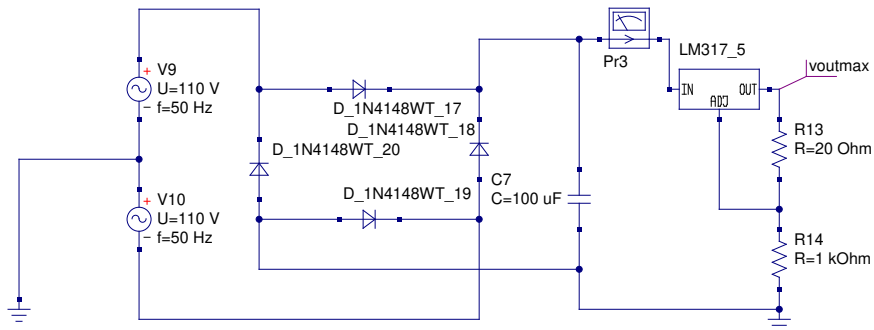 + V9
U=110 V
− f=50 Hz
+ V10
U=110 V
− f=50 Hz
D_1N4148WT_17
D_1N4148WT_18
D_1N4148WT_20
D_1N4148WT_19
C7
C=100 uF
Pr3
LM317_5
IN
OUT
ADJ
voutmax
R13
R=20 Ohm
R14
R=1 kOhm